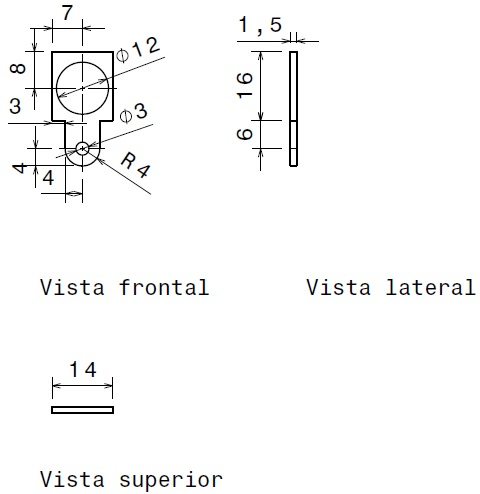 7
1,5
Φ12
8
16
3
Φ3
6
4
R4
4
Vista frontal
Vista lateral
14
Vista superior